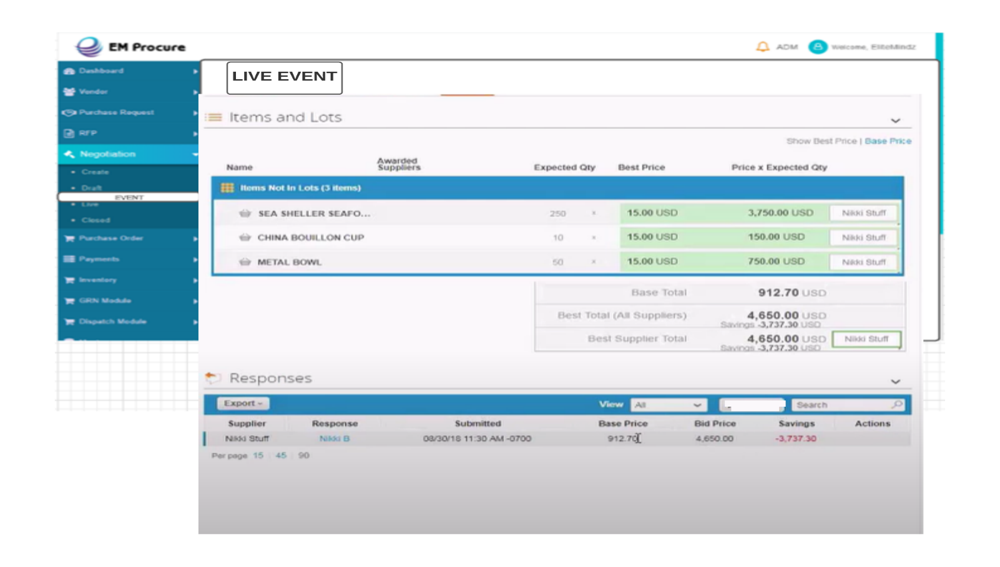 EM Procure
ADM
Welcome, EliteMindz
Dashboard
Vendor
Purchase Request
RFP
Negotiation
Create
Draft
EVENT
Live
Closed
Purchase Order
Payments
Inventory
GRN Module
Dispatch Module
LIVE EVENT
Items and Lots
Show Best Price | Base Price
Name Awarded Suppliers Expected Qty Best Price Price x Expected Qty
Items Not In Lots (3 items)
SEA SHELLER SEAFO... 250 × 15.00 USD 3,750.00 USD Nikki Stuff
CHINA BOUILLON CUP 10 × 15.00 USD 150.00 USD Nikki Stuff
METAL BOWL 50 × 15.00 USD 750.00 USD Nikki Stuff
Base Total 912.70 USD
Best Total (All Suppliers) 4,650.00 USD
Savings -3,737.30 USD
Best Supplier Total 4,650.00 USD Nikki Stuff
Savings -3,737.30 USD
Responses
Export View All Search
Supplier Response Submitted Base Price Bid Price Savings Actions
Nikki Stuff Nikki B 08/30/18 11:30 AM -0700 912.70 4,650.00 -3,737.30
Per page 15 | 45 | 90